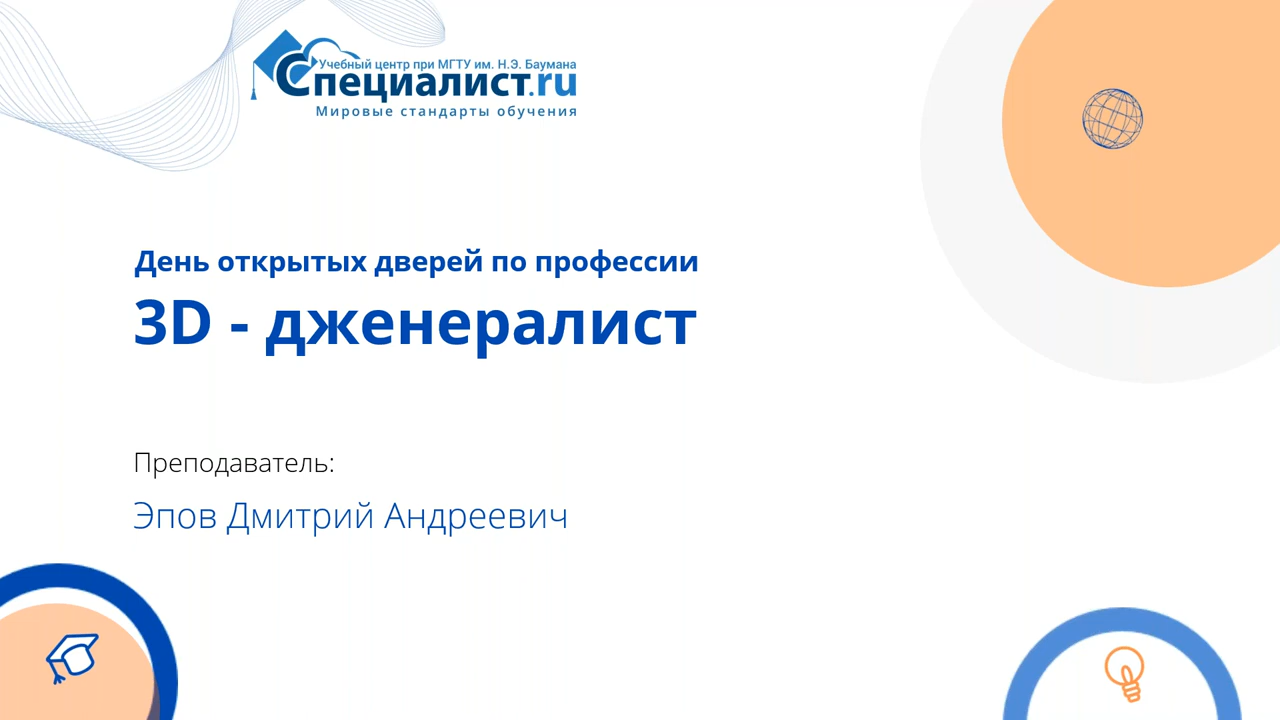 Учебный центр при МГТУ им. Н.Э. Баумана
Специалист.ru
Мировые стандарты обучения
День открытых дверей по профессии
3D - дженералист
Преподаватель:
Эпов Дмитрий Андреевич